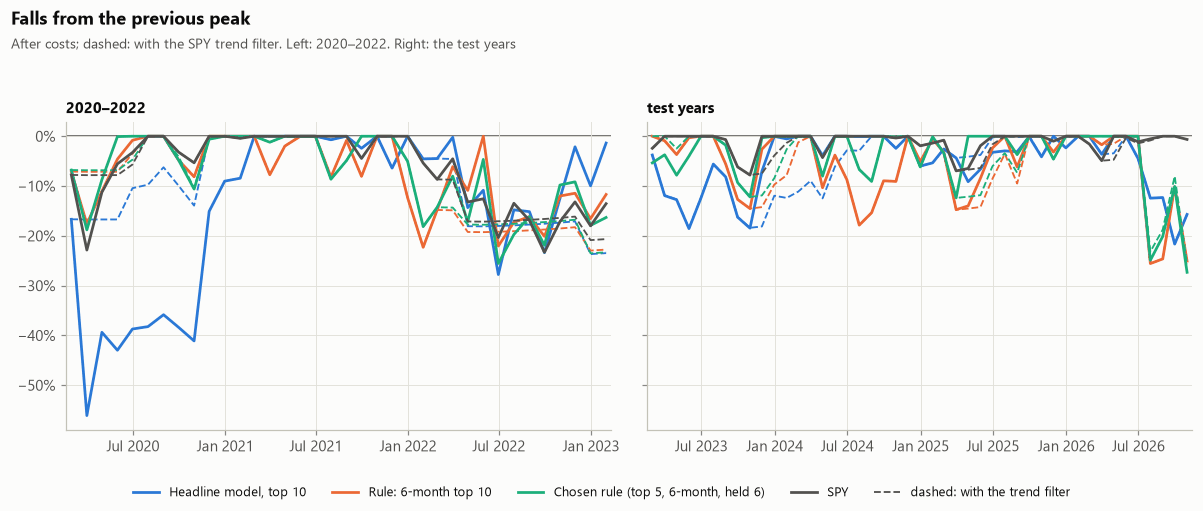 Falls from the previous peak
After costs; dashed: with the SPY trend filter. Left: 2020–2022. Right: the test years
2020–2022
test years
0%
−10%
−20%
−30%
−40%
−50%
Jul 2020
Jan 2021
Jul 2021
Jan 2022
Jul 2022
Jan 2023
Jul 2023
Jan 2024
Jul 2024
Jan 2025
Jul 2025
Jan 2026
Jul 2026
Headline model, top 10
Rule: 6-month top 10
Chosen rule (top 5, 6-month, held 6)
SPY
dashed: with the trend filter